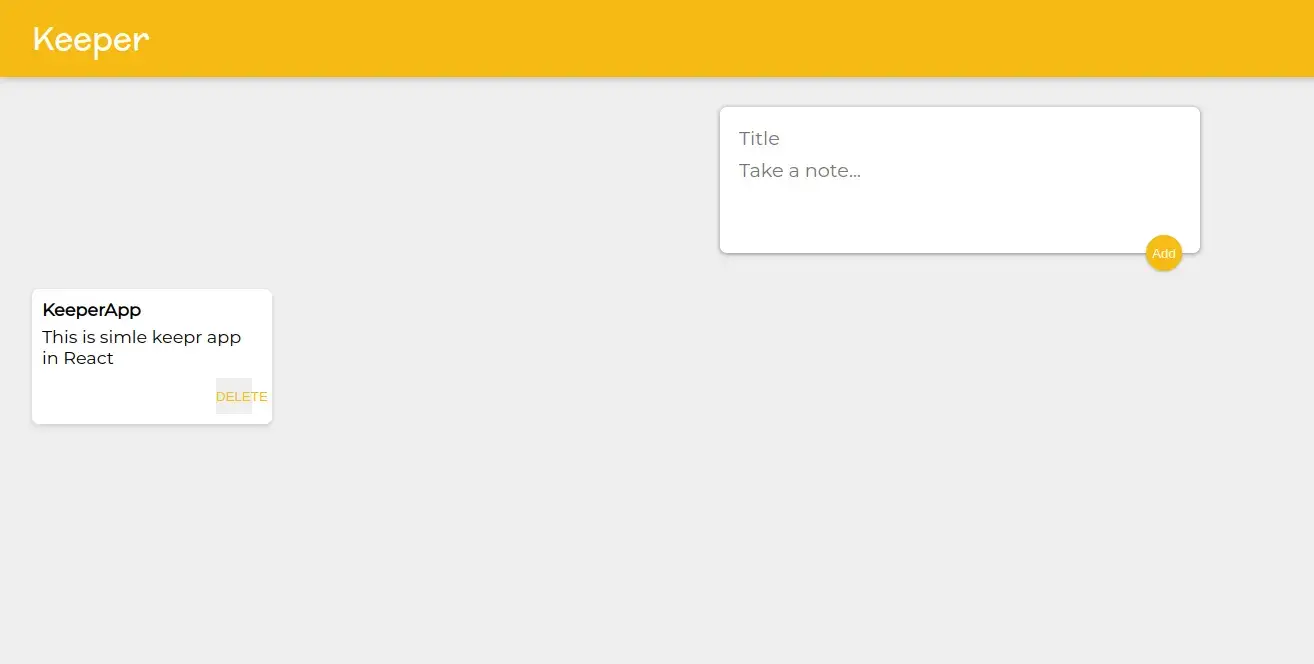 Keeper
Title
Take a note...
Add
KeeperApp
This is simle keepr app
in React
DELETE